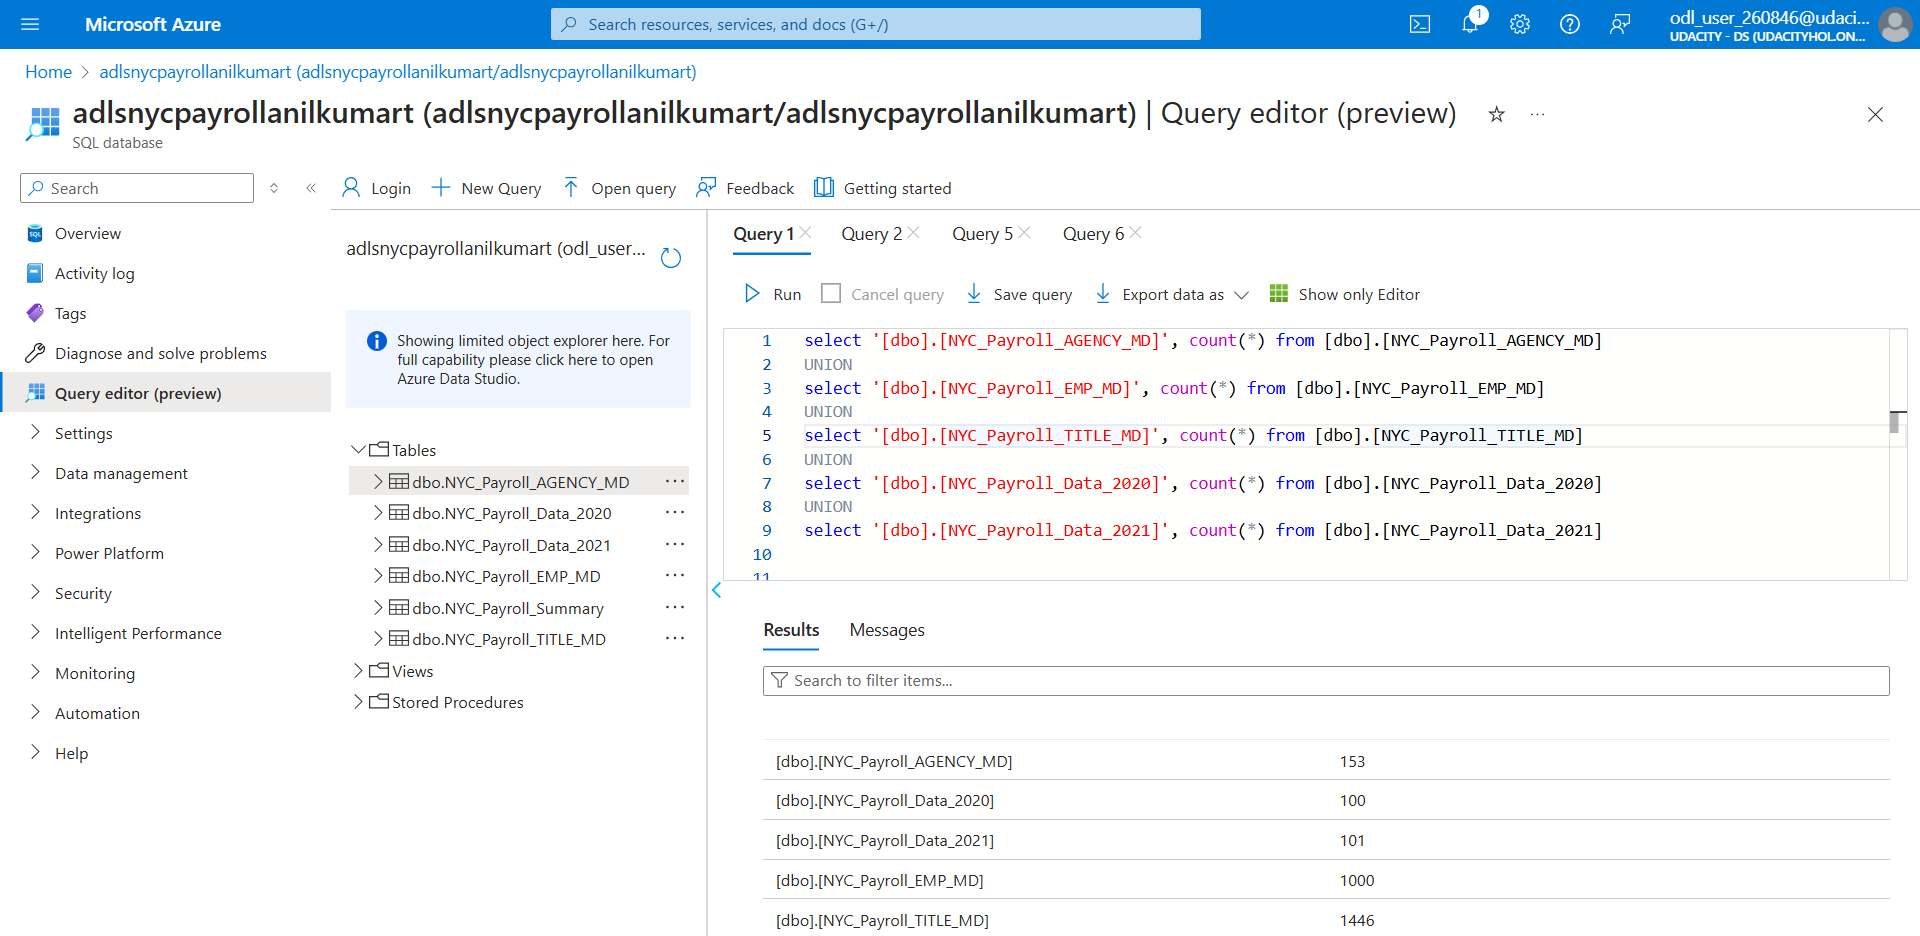 Microsoft Azure
Search resources, services, and docs (G+/)
1
odl_user_260846@udaci...
UDACITY - DS (UDACITYHOL.ON...
Home > adlsnycpayrollanilkumart (adlsnycpayrollanilkumart/adlsnycpayrollanilkumart)
adlsnycpayrollanilkumart (adlsnycpayrollanilkumart/adlsnycpayrollanilkumart) | Query editor (preview)
SQL database
Search
Overview
Activity log
Tags
Diagnose and solve problems
Query editor (preview)
Settings
Data management
Integrations
Power Platform
Security
Intelligent Performance
Monitoring
Automation
Help
Login
New Query
Open query
Feedback
Getting started
adlsnycpayrollanilkumart (odl_user...
Showing limited object explorer here. For
full capability please click here to open
Azure Data Studio.
Tables
dbo.NYC_Payroll_AGENCY_MD
dbo.NYC_Payroll_Data_2020
dbo.NYC_Payroll_Data_2021
dbo.NYC_Payroll_EMP_MD
dbo.NYC_Payroll_Summary
dbo.NYC_Payroll_TITLE_MD
Views
Stored Procedures
Query 1
Query 2
Query 5
Query 6
Run
Cancel query
Save query
Export data as
Show only Editor
1 select '[dbo].[NYC_Payroll_AGENCY_MD]', count(*) from [dbo].[NYC_Payroll_AGENCY_MD]
2 UNION
3 select '[dbo].[NYC_Payroll_EMP_MD]', count(*) from [dbo].[NYC_Payroll_EMP_MD]
4 UNION
5 select '[dbo].[NYC_Payroll_TITLE_MD]', count(*) from [dbo].[NYC_Payroll_TITLE_MD]
6 UNION
7 select '[dbo].[NYC_Payroll_Data_2020]', count(*) from [dbo].[NYC_Payroll_Data_2020]
8 UNION
9 select '[dbo].[NYC_Payroll_Data_2021]', count(*) from [dbo].[NYC_Payroll_Data_2021]
10
11
Results
Messages
Search to filter items...
[dbo].[NYC_Payroll_AGENCY_MD] 153
[dbo].[NYC_Payroll_Data_2020] 100
[dbo].[NYC_Payroll_Data_2021] 101
[dbo].[NYC_Payroll_EMP_MD] 1000
[dbo].[NYC_Payroll_TITLE_MD] 1446